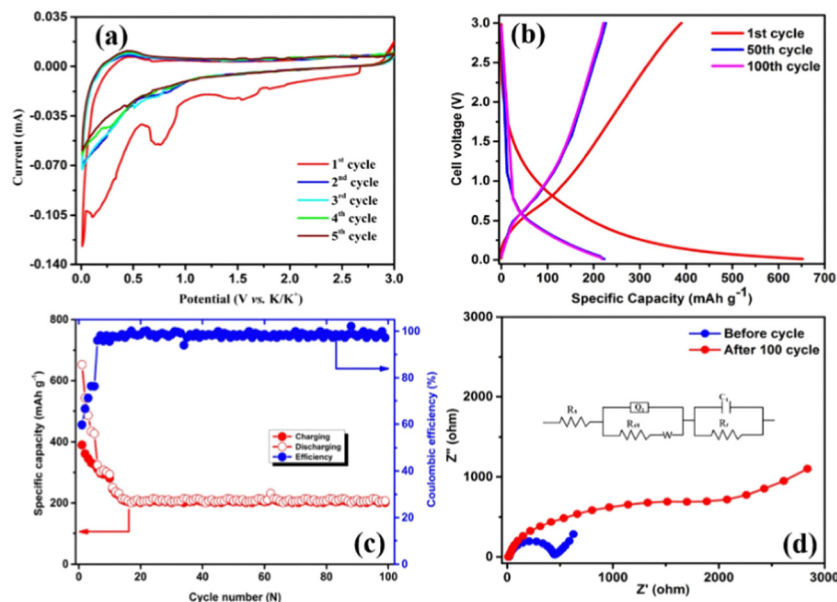 (a)
0.035
0.000
-0.035
-0.070
-0.105
-0.140
Current (mA)
1st cycle
2nd cycle
3rd cycle
4th cycle
5th cycle
0.0 0.5 1.0 1.5 2.0 2.5 3.0
Potential (V vs. K/K+)
(b)
3.0
2.5
2.0
1.5
1.0
0.5
0.0
Cell voltage (V)
1st cycle
50th cycle
100th cycle
0 100 200 300 400 500 600 700
Specific Capacity (mAh g-1)
800
600
400
200
0
Specific capacity (mAh g-1)
Charging
Discharging
Efficiency
100
80
60
40
20
0
Coulombic efficiency (%)
(c)
0 20 40 60 80 100
Cycle number (N)
3000
2500
2000
1500
1000
500
0
Z'' (ohm)
Before cycle
After 100 cycle
Rs
Q1
Rct
W
C1
Rf
(d)
0 1000 2000 3000
Z' (ohm)